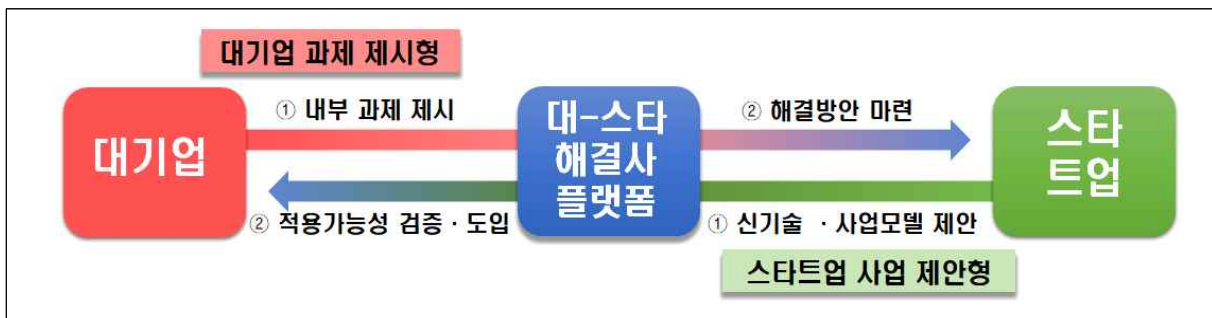 대기업 과제 제시형
대기업
① 내부 과제 제시
대-스타
해결사
플랫폼
② 해결방안 마련
스타
트업
② 적용가능성 검증 · 도입
① 신기술 · 사업모델 제안
스타트업 사업 제안형